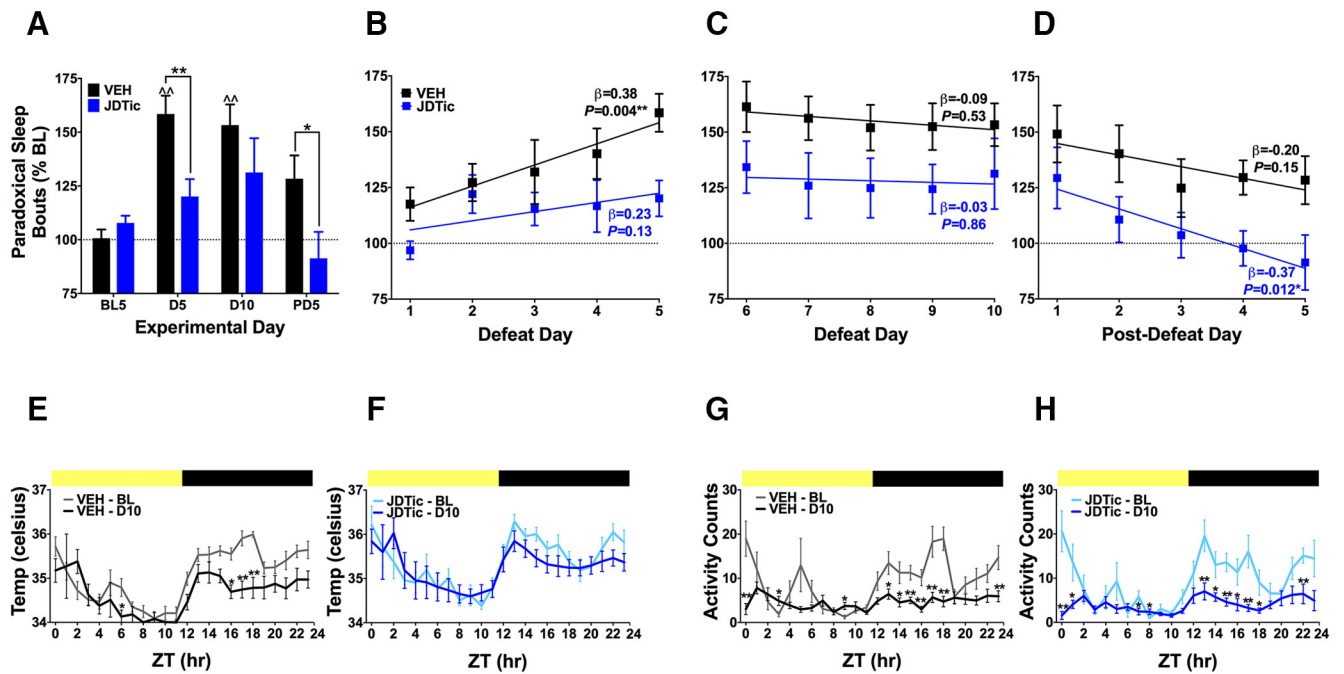 A
B
C
D
Paradoxical Sleep
Bouts (% BL)
175
150
125
100
75
VEH
JDTic
^^
**
^^
*
BL5
D5
D10
PD5
Experimental Day
175
150
125
100
75
VEH
JDTic
β=0.38
P=0.004**
β=0.23
P=0.13
1
2
3
4
5
Defeat Day
175
150
125
100
75
β=-0.09
P=0.53
β=-0.03
P=0.86
6
7
8
9
10
Defeat Day
175
150
125
100
75
β=-0.20
P=0.15
β=-0.37
P=0.012*
1
2
3
4
5
Post-Defeat Day
E
F
G
H
Temp (celsius)
37
36
35
34
VEH - BL
VEH - D10
*
* ** **
0 2 4 6 8 10 12 14 16 18 20 22 24
ZT (hr)
Temp (celsius)
37
36
35
34
JDTic - BL
JDTic - D10
0 2 4 6 8 10 12 14 16 18 20 22 24
ZT (hr)
Activity Counts
30
20
10
0
VEH - BL
VEH - D10
** * * * * ** * ** ** **
0 2 4 6 8 10 12 14 16 18 20 22 24
ZT (hr)
Activity Counts
30
20
10
0
JDTic - BL
JDTic - D10
** * * * ** * ** * ** * **
0 2 4 6 8 10 12 14 16 18 20 22 24
ZT (hr)